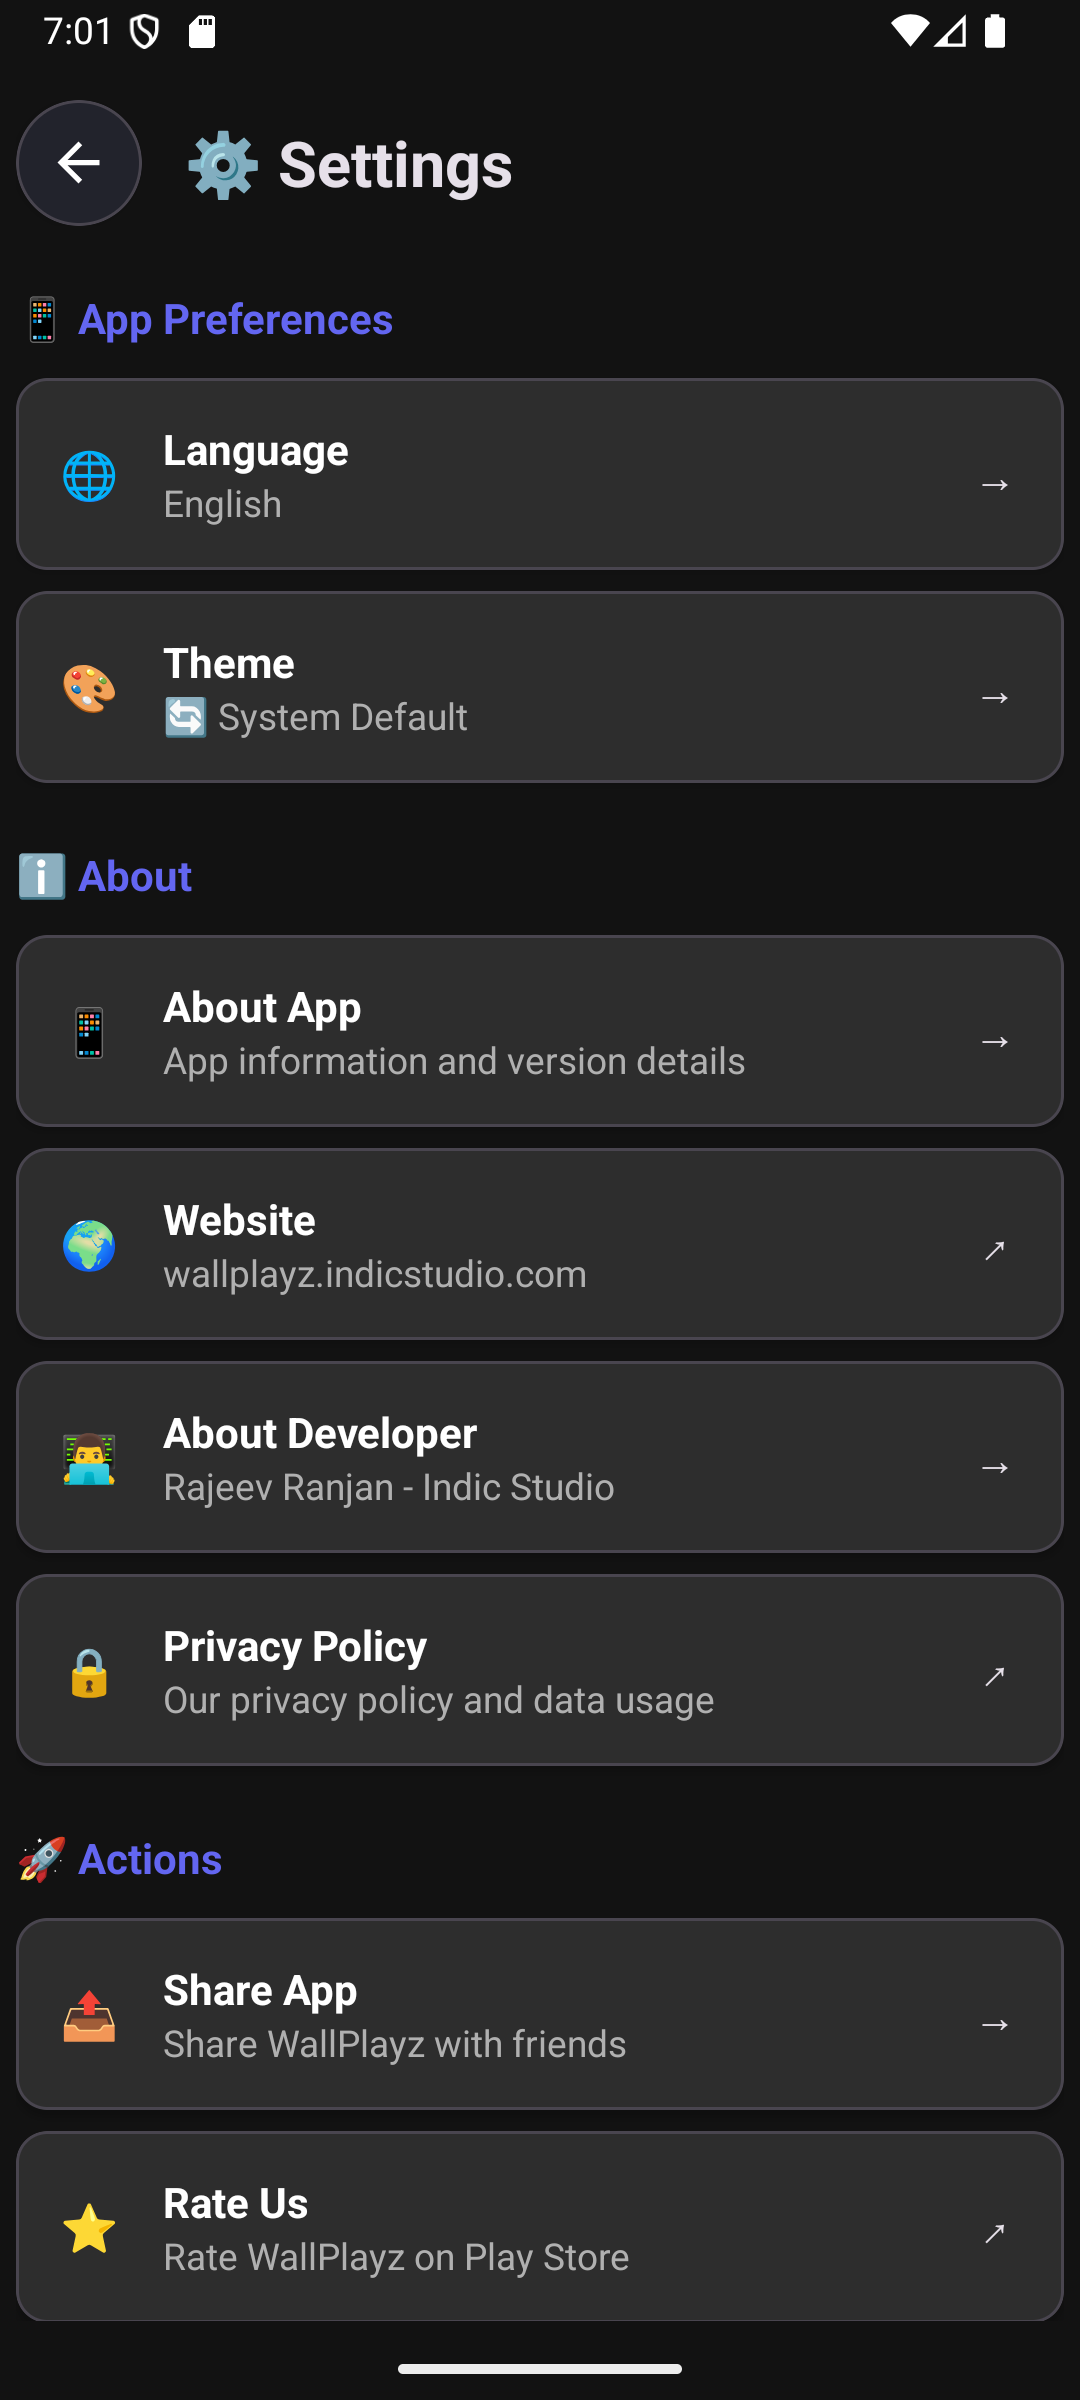 7:01
⚙️ Settings
📱 App Preferences
🌐 Language
English
→
🎨 Theme
🔄 System Default
→
ℹ️ About
📱 About App
App information and version details
→
🌍 Website
wallplayz.indicstudio.com
↗
👨‍💻 About Developer
Rajeev Ranjan - Indic Studio
→
🔒 Privacy Policy
Our privacy policy and data usage
↗
🚀 Actions
📤 Share App
Share WallPlayz with friends
→
⭐ Rate Us
Rate WallPlayz on Play Store
↗